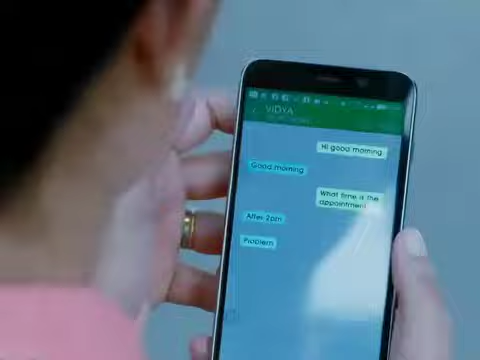 VIDYA
Hi good morning
Good morning
What time is the
appointment
After 2pm
Problem